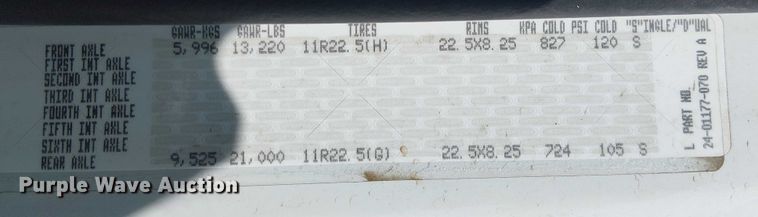 GAWR-KGS GAWR-LBS TIRES RIMS KPA COLD PSI COLD "S"INGLE/"D"UAL
FRONT AXLE 5,996 13,220 11R22.5(H) 22.5X8.25 827 120 S
FIRST INT AXLE
SECOND INT AXLE
THIRD INT AXLE
FOURTH INT AXLE
FIFTH INT AXLE
SIXTH INT AXLE
REAR AXLE 9,525 21,000 11R22.5(G) 22.5X8.25 724 105 S
L PART NO.
24-01177-070 REV A
Purple Wave Auction